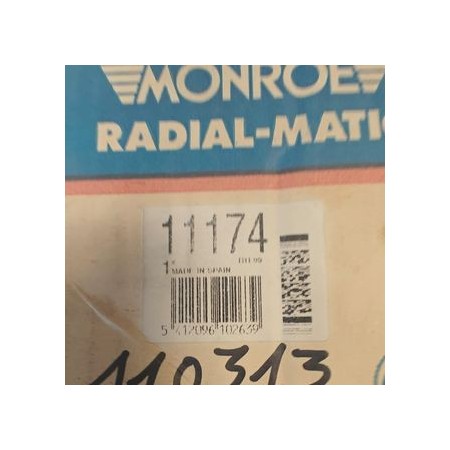 MONROE
RADIAL-MATIC
11174
1
MADE IN SPAIN
5 412096 102639
110313